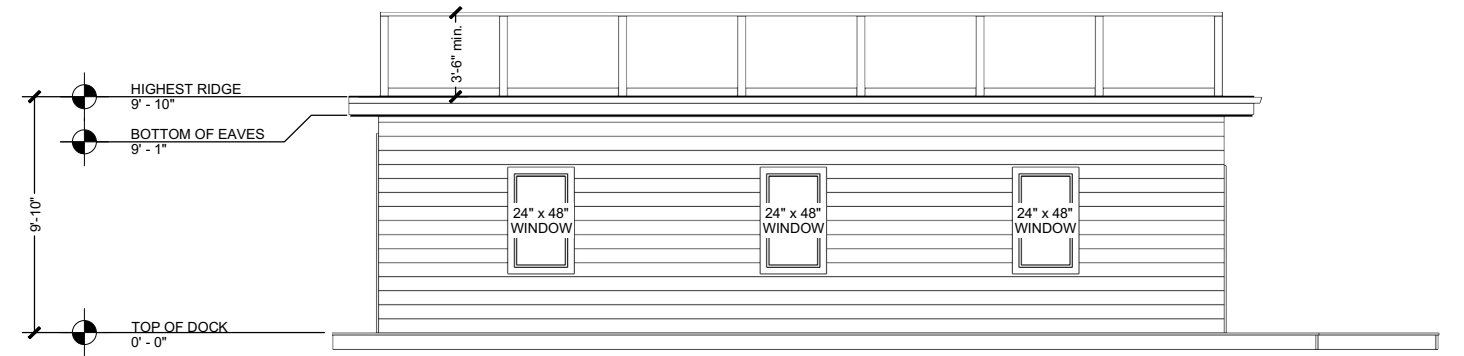 3'-6" min.
HIGHEST RIDGE
9' - 10"
BOTTOM OF EAVES
9' - 1"
9'-10"
24" x 48"
WINDOW
24" x 48"
WINDOW
24" x 48"
WINDOW
TOP OF DOCK
0' - 0"